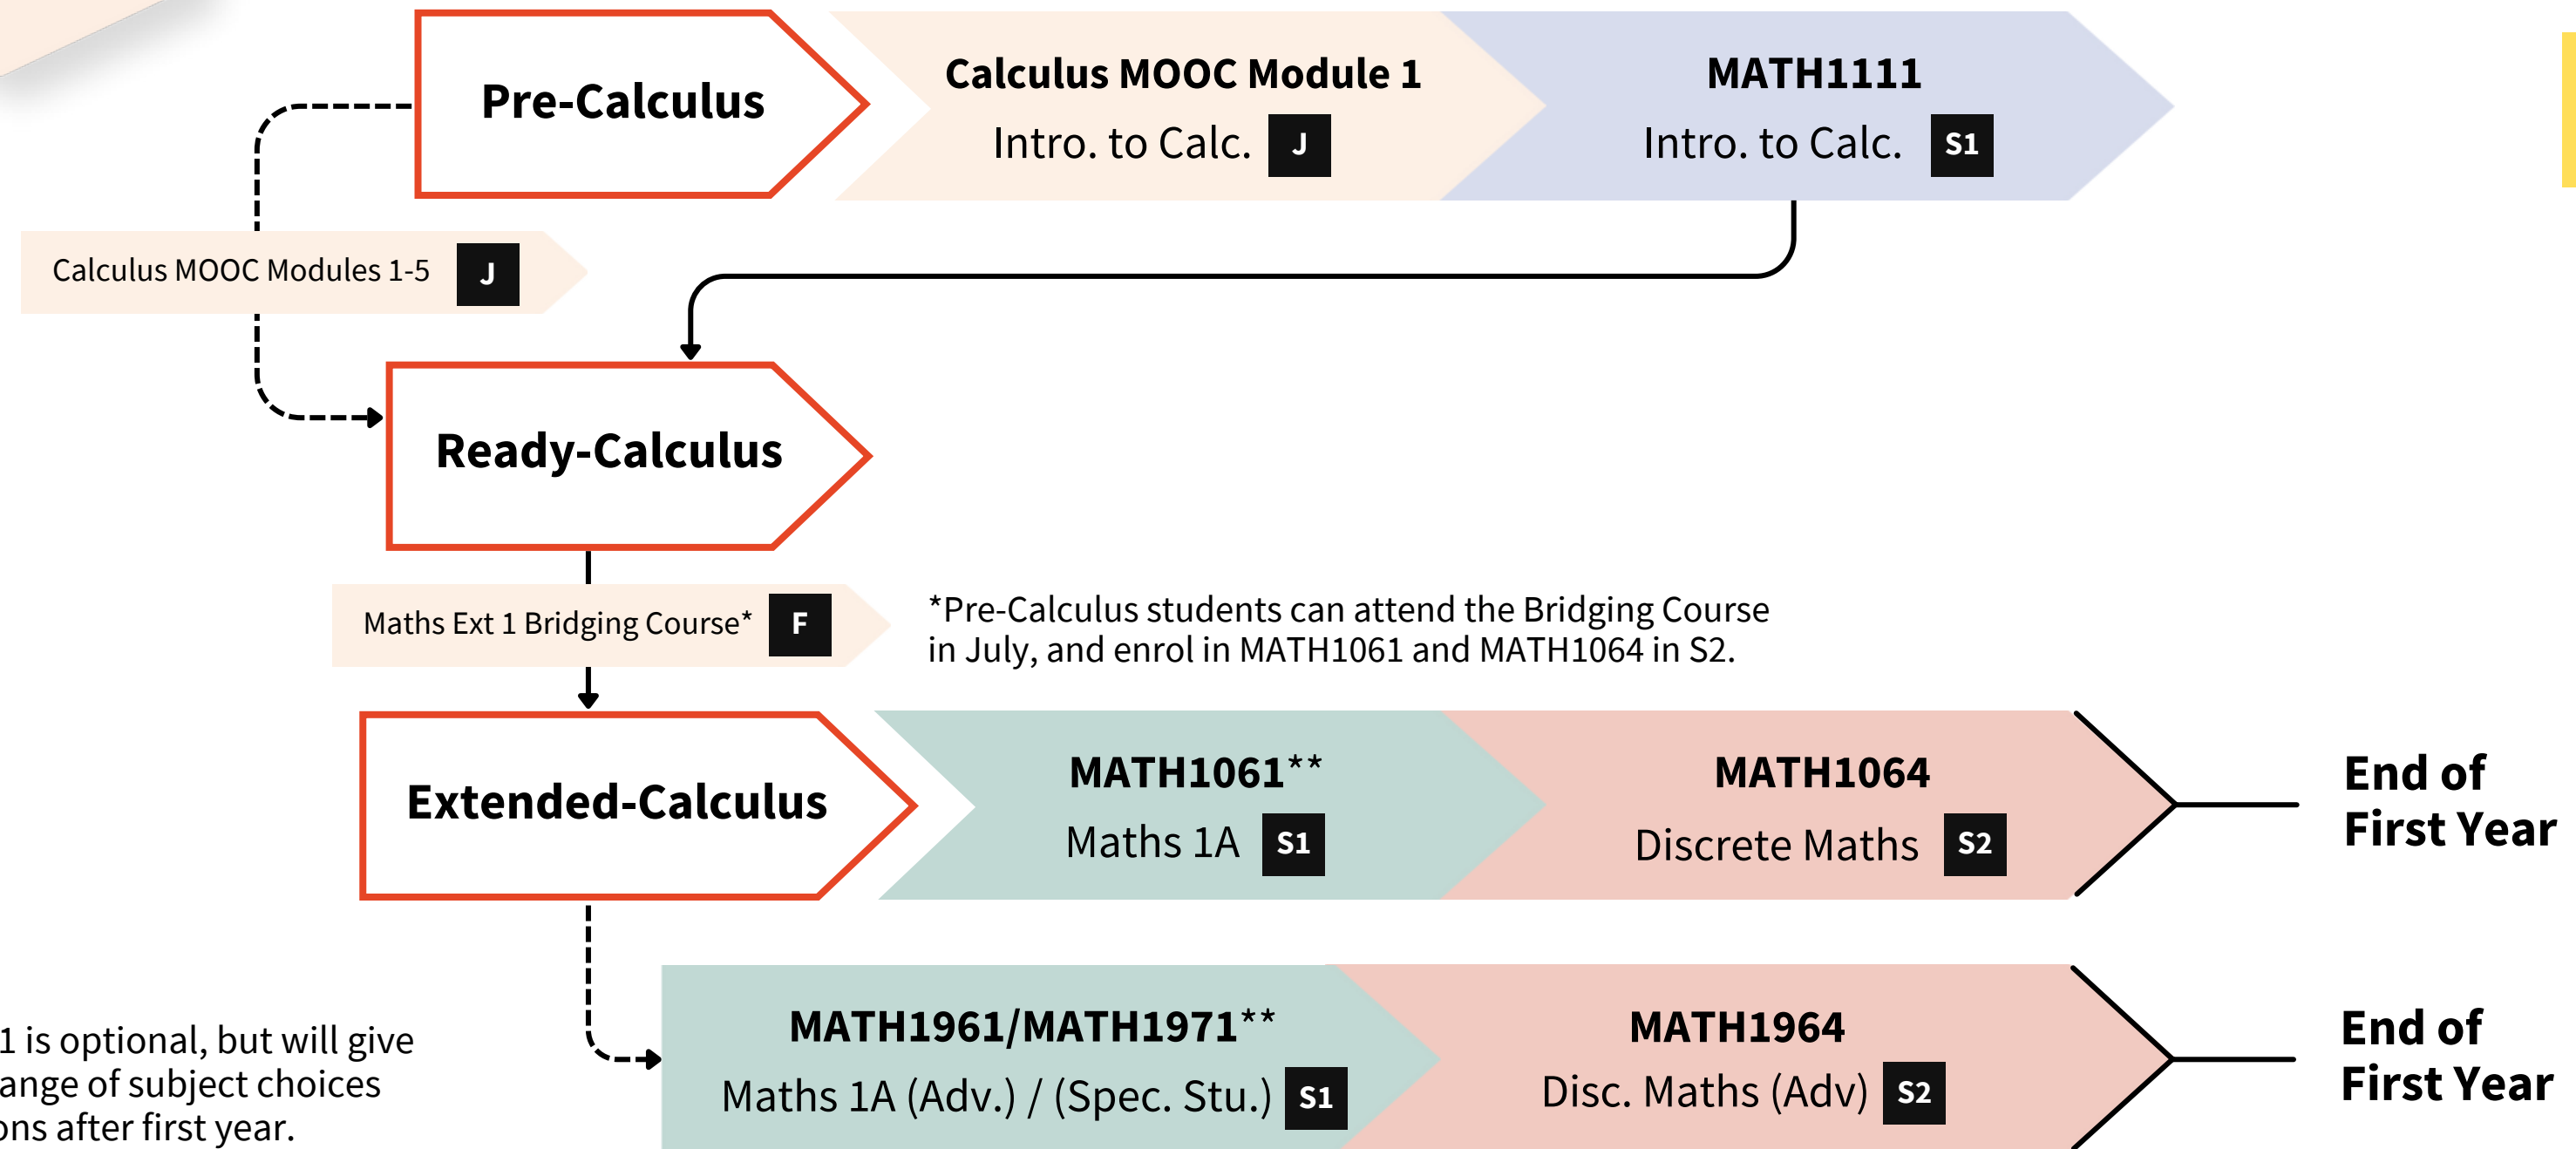 Pre-Calculus
Calculus MOOC Module 1
Intro. to Calc. J
MATH1111
Intro. to Calc. S1
Calculus MOOC Modules 1-5 J
Ready-Calculus
Maths Ext 1 Bridging Course* F
*Pre-Calculus students can attend the Bridging Course
in July, and enrol in MATH1061 and MATH1064 in S2.
Extended-Calculus
MATH1061**
Maths 1A S1
MATH1064
Discrete Maths S2
End of
First Year
MATH1961/MATH1971**
Maths 1A (Adv.) / (Spec. Stu.) S1
MATH1964
Disc. Maths (Adv) S2
End of
First Year
1 is optional, but will give
ange of subject choices
ons after first year.